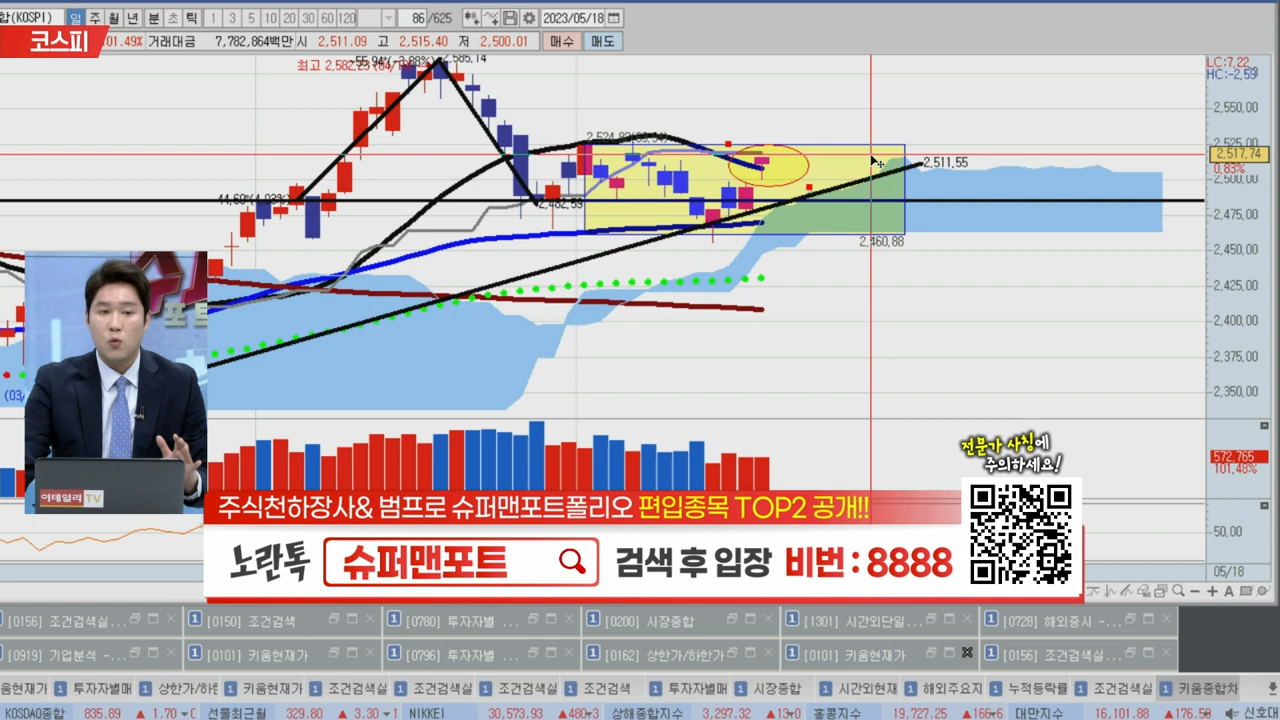 합(KOSPI) 일 주 월 년 분 초 틱 1 3 5 10 20 30 60 120 86 /625 2023/05/18
코스피
01.49% 거래대금 7,782,864백만 시 2,511.09 고 2,515.40 저 2,500.01 매수 매도
LC:7,22
HC:-2,59
2,550,00
2,517,74
0,83%
2,500,00
2,475,00
2,450,00
2,425,00
2,400,00
2,375,00
2,350,00
2,511,55
2,482,59
2,460,88
572,765
101,48%
50,00
05/18
이데일리 TV
전문가 사칭에
주의하세요!
주식천하장사& 범프로 슈퍼맨포트폴리오 편입종목 TOP2 공개!!
노란톡 슈퍼맨포트 검색 후 입장 비번 : 8888
[0156] 조건검색실... [0150] 조건검색 [0780] 투자자별 ... [0200] 시장종합 [1301] 시간외단일... [0728] 해외증시 -...
[0919] 기업분석 -... [0101] 키움현재가 [0796] 투자자별 ... [0162] 상한가/하한가 [0101] 키움현재가 [0156] 조건검색실...
움현재가 투자자별매 상한가/하한 키움현재가 조건검색실 조건검색실 조건검색실 조건검색 투자자별매 시장종합 시간외현재 해외주요지 누적등락률 조건검색실 키움종합차
KOSDAQ종합 835.89 ▲ 1.70 선물최근월 329.80 ▲ 3.30 NIKKEI 30,573.93 ▲480 상해종합지수 3,297.32 홍콩지수 19,727.25 대만지수 16,101.88 신호대